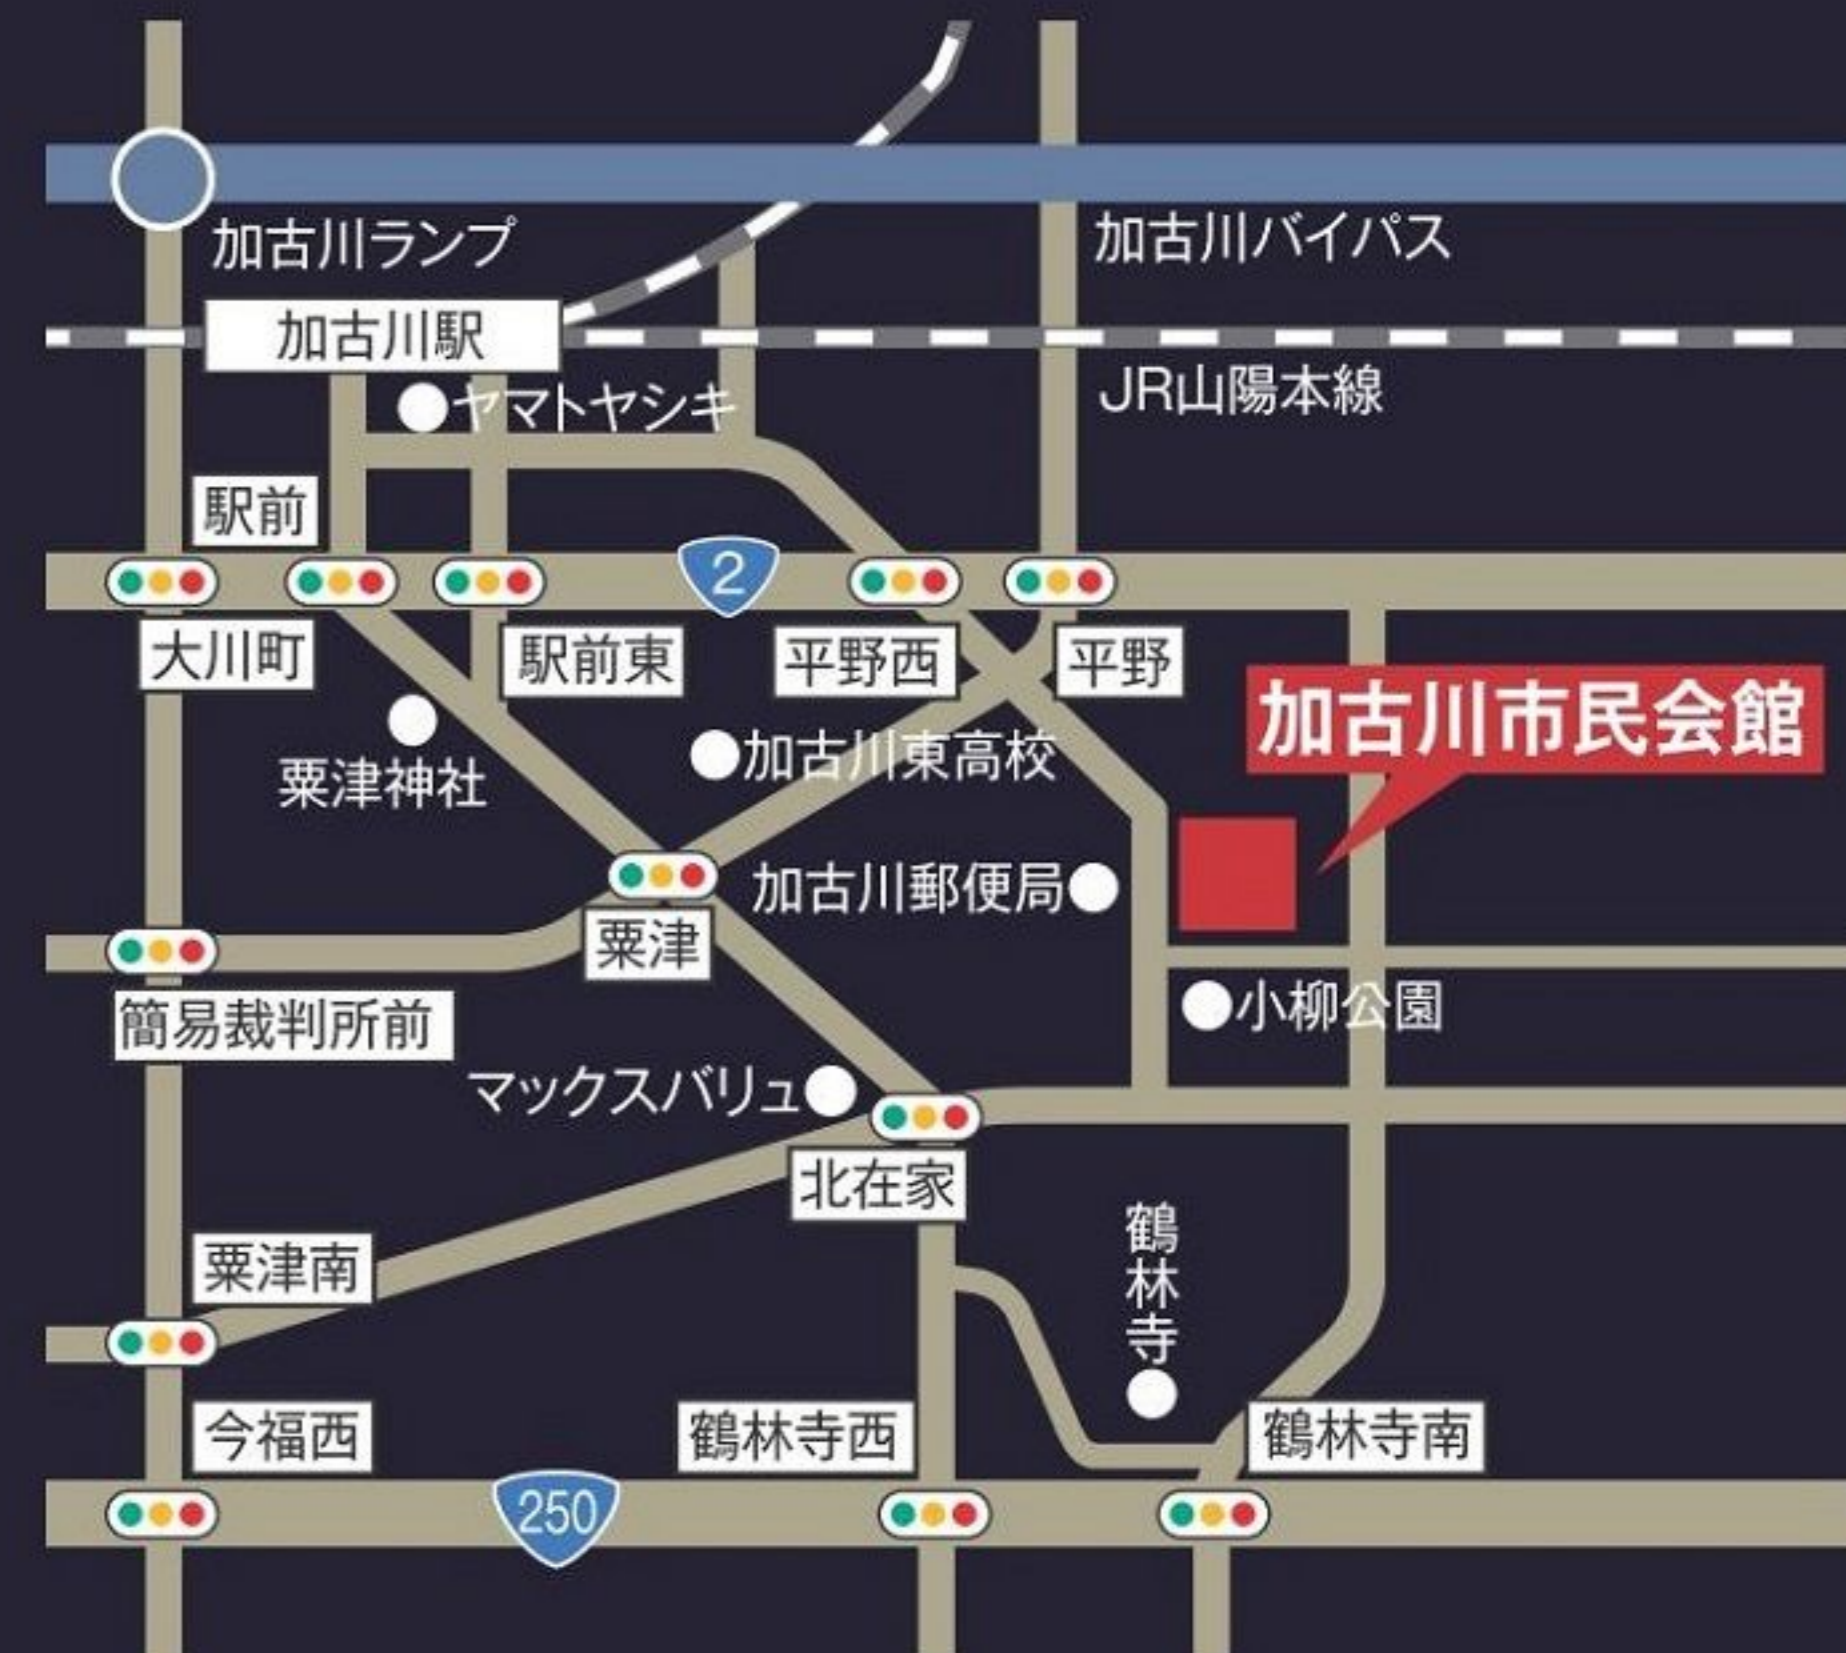 加古川ランプ
加古川バイパス
加古川駅
JR山陽本線
ヤマトヤシキ
駅前
2
大川町
駅前東
平野西
平野
加古川市民会館
粟津神社
加古川東高校
加古川郵便局
粟津
簡易裁判所前
小柳公園
マックスバリュ
北在家
鶴林寺
粟津南
今福西
鶴林寺西
鶴林寺南
250